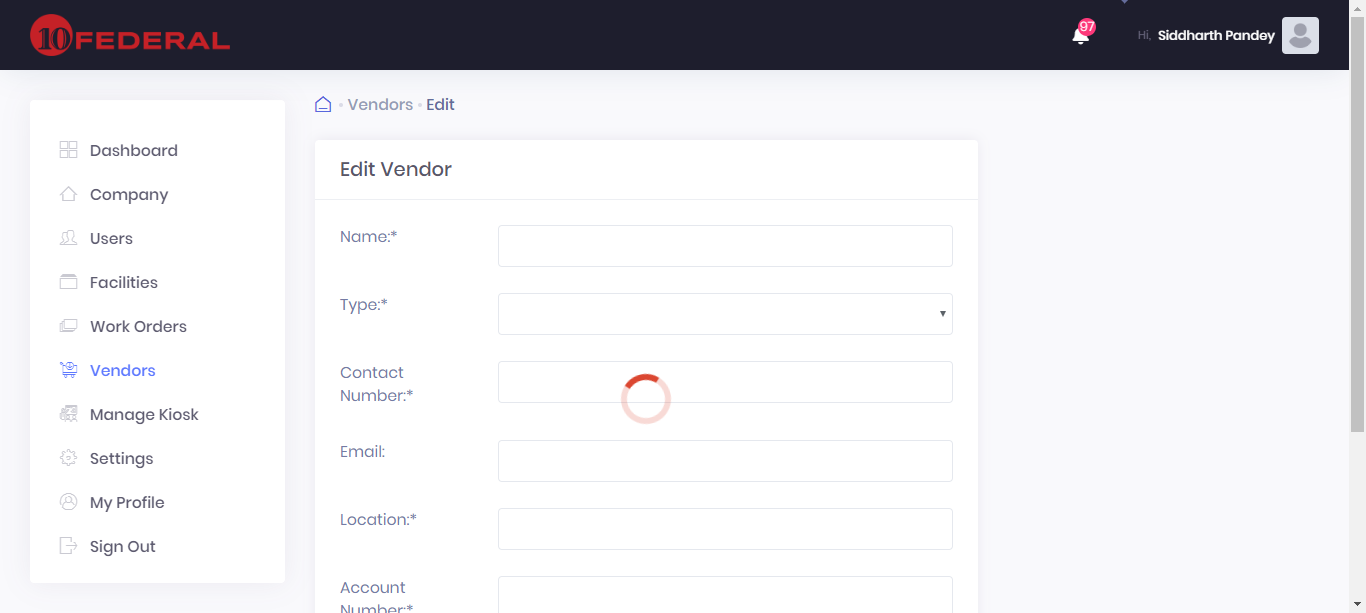 10 FEDERAL
97
Hi, Siddharth Pandey
Vendors Edit
Dashboard
Company
Users
Facilities
Work Orders
Vendors
Manage Kiosk
Settings
My Profile
Sign Out
Edit Vendor
Name:*
Type:*
Contact
Number:*
Email:
Location:*
Account
Number:*